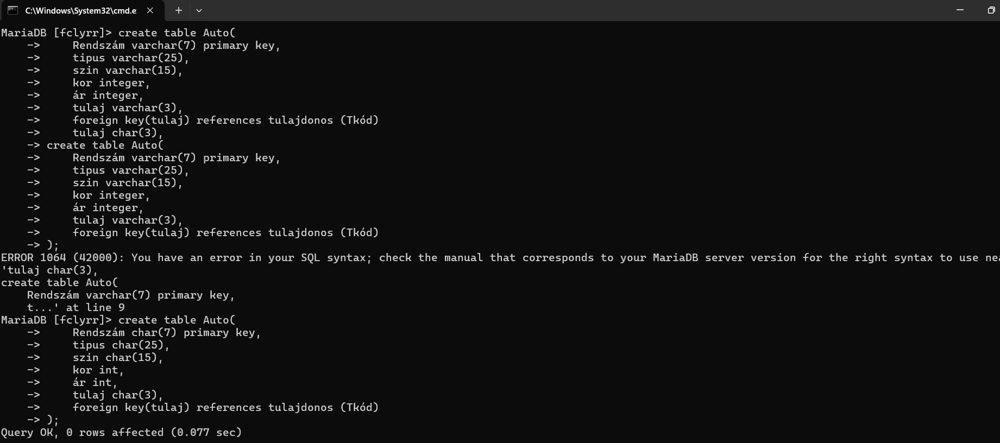 C:\Windows\System32\cmd.e
MariaDB [fclyrr]> create table Auto(
    ->     Rendszám varchar(7) primary key,
    ->     tipus varchar(25),
    ->     szin varchar(15),
    ->     kor integer,
    ->     ár integer,
    ->     tulaj varchar(3),
    ->     foreign key(tulaj) references tulajdonos (Tkód)
    ->     tulaj char(3),
    -> create table Auto(
    ->     Rendszám varchar(7) primary key,
    ->     tipus varchar(25),
    ->     szin varchar(15),
    ->     kor integer,
    ->     ár integer,
    ->     tulaj varchar(3),
    ->     foreign key(tulaj) references tulajdonos (Tkód)
    -> );
ERROR 1064 (42000): You have an error in your SQL syntax; check the manual that corresponds to your MariaDB server version for the right syntax to use nea
'tulaj char(3),
create table Auto(
    Rendszám varchar(7) primary key,
    t...' at line 9
MariaDB [fclyrr]> create table Auto(
    ->     Rendszám char(7) primary key,
    ->     tipus char(25),
    ->     szin char(15),
    ->     kor int,
    ->     ár int,
    ->     tulaj char(3),
    ->     foreign key(tulaj) references tulajdonos (Tkód)
    -> );
Query OK, 0 rows affected (0.077 sec)